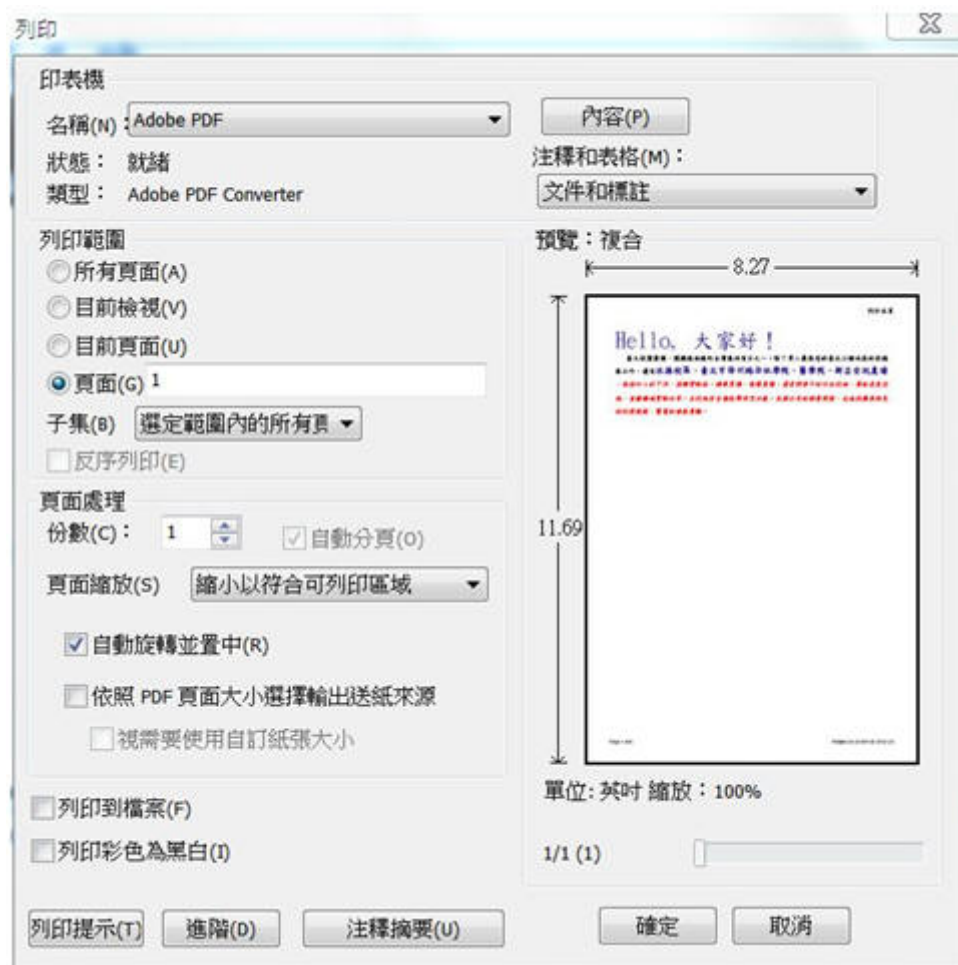 列印
印表機
名稱(N)：Adobe PDF
內容(P)
狀態： 就緒
注釋和表格(M)：
類型： Adobe PDF Converter
文件和標註
列印範圍
所有頁面(A)
目前檢視(V)
目前頁面(U)
頁面(G) 1
子集(B) 選定範圍內的所有頁
反序列印(E)
頁面處理
份數(C)： 1 自動分頁(O)
頁面縮放(S) 縮小以符合可列印區域
自動旋轉並置中(R)
依照 PDF 頁面大小選擇輸出送紙來源
視需要使用自訂紙張大小
預覽：複合
8.27
Hello, 大家好！
11.69
單位: 英吋 縮放：100%
1/1 (1)
列印到檔案(F)
列印彩色為黑白(I)
列印提示(T) 進階(D) 注釋摘要(U) 確定 取消